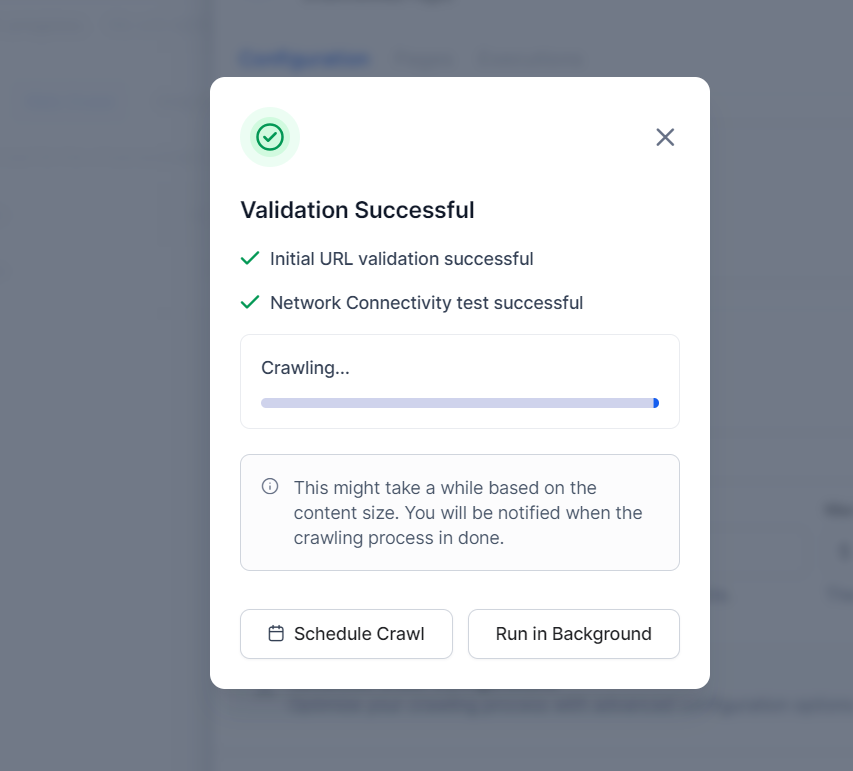 Configuration
Validation Successful
Initial URL validation successful
Network Connectivity test successful
Crawling...
This might take a while based on the
content size. You will be notified when the
crawling process in done.
Schedule Crawl
Run in Background